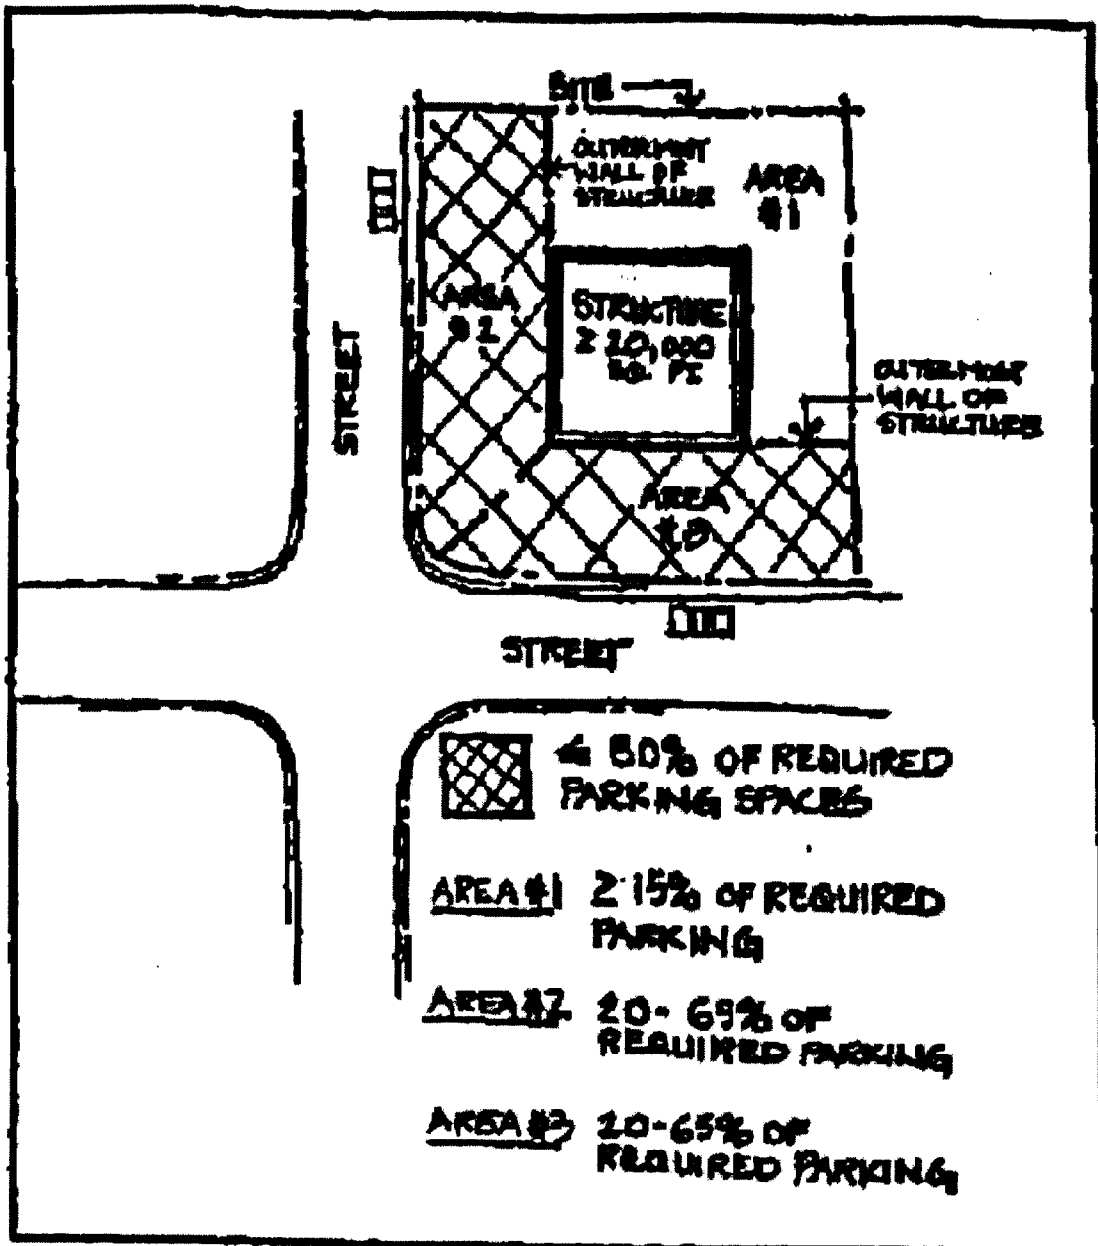 SITE
OUTERMOST
WALL OF
STRUCTURE
AREA
#1
AREA
#2
STRUCTURE
≥ 20,000
SQ. FT
STREET
OUTERMOST
WALL OF
STRUCTURE
AREA
#3
STREET
≤ 80% OF REQUIRED
PARKING SPACES
AREA #1 ≥ 15% OF REQUIRED
PARKING
AREA #2 20-65% OF
REQUIRED PARKING
AREA #3 20-65% OF
REQUIRED PARKING